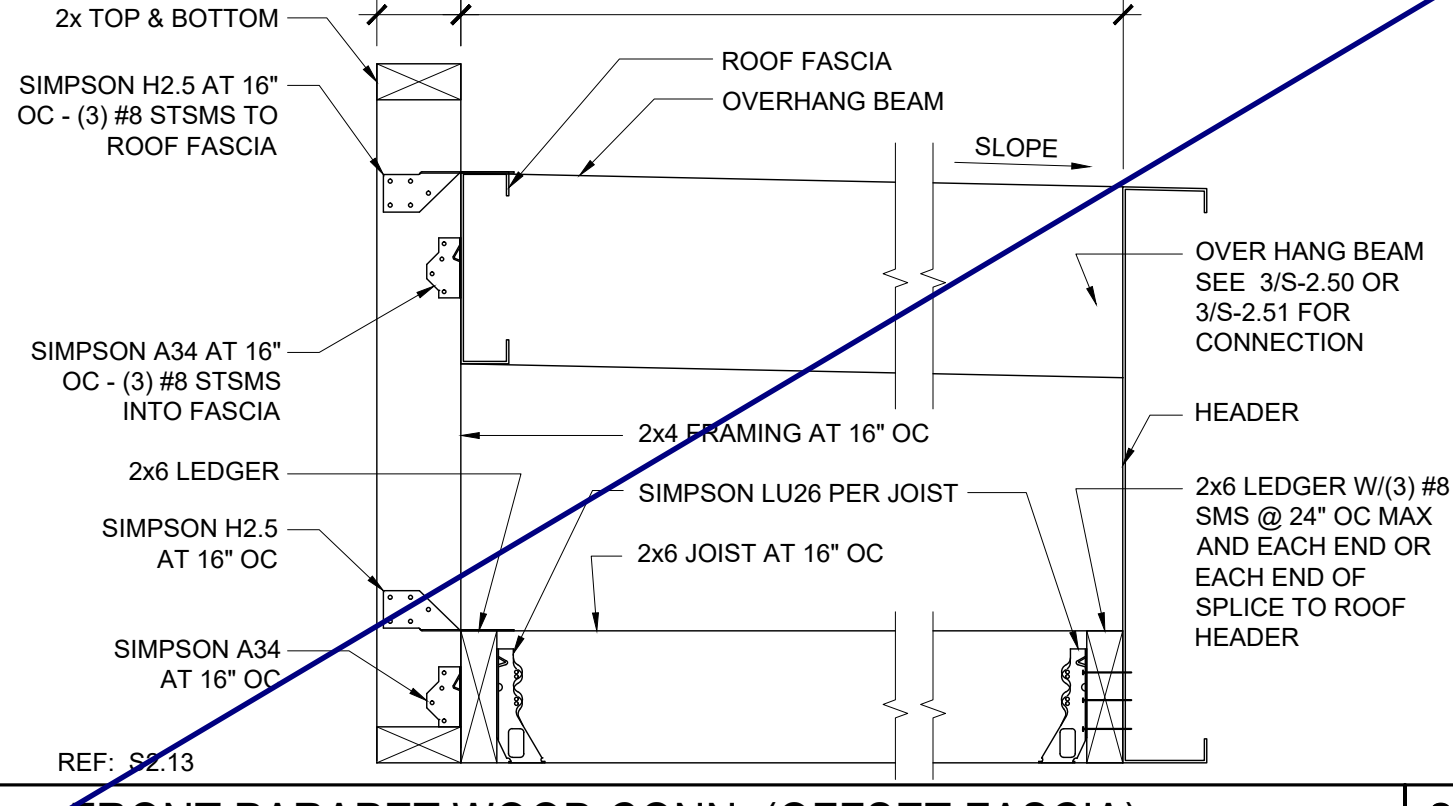 2x TOP & BOTTOM
SIMPSON H2.5 AT 16"
OC - (3) #8 STSMS TO
ROOF FASCIA
ROOF FASCIA
OVERHANG BEAM
SLOPE
OVER HANG BEAM
SEE 3/S-2.50 OR
3/S-2.51 FOR
CONNECTION
SIMPSON A34 AT 16"
OC - (3) #8 STSMS
INTO FASCIA
HEADER
2x4 FRAMING AT 16" OC
2x6 LEDGER
SIMPSON LU26 PER JOIST
2x6 LEDGER W/(3) #8
SMS @ 24" OC MAX
AND EACH END OR
EACH END OF
SPLICE TO ROOF
HEADER
SIMPSON H2.5
AT 16" OC
2x6 JOIST AT 16" OC
SIMPSON A34
AT 16" OC
REF: S2.13
FRONT PARAPET WOOD CONN. (OFFSET FASCIA)